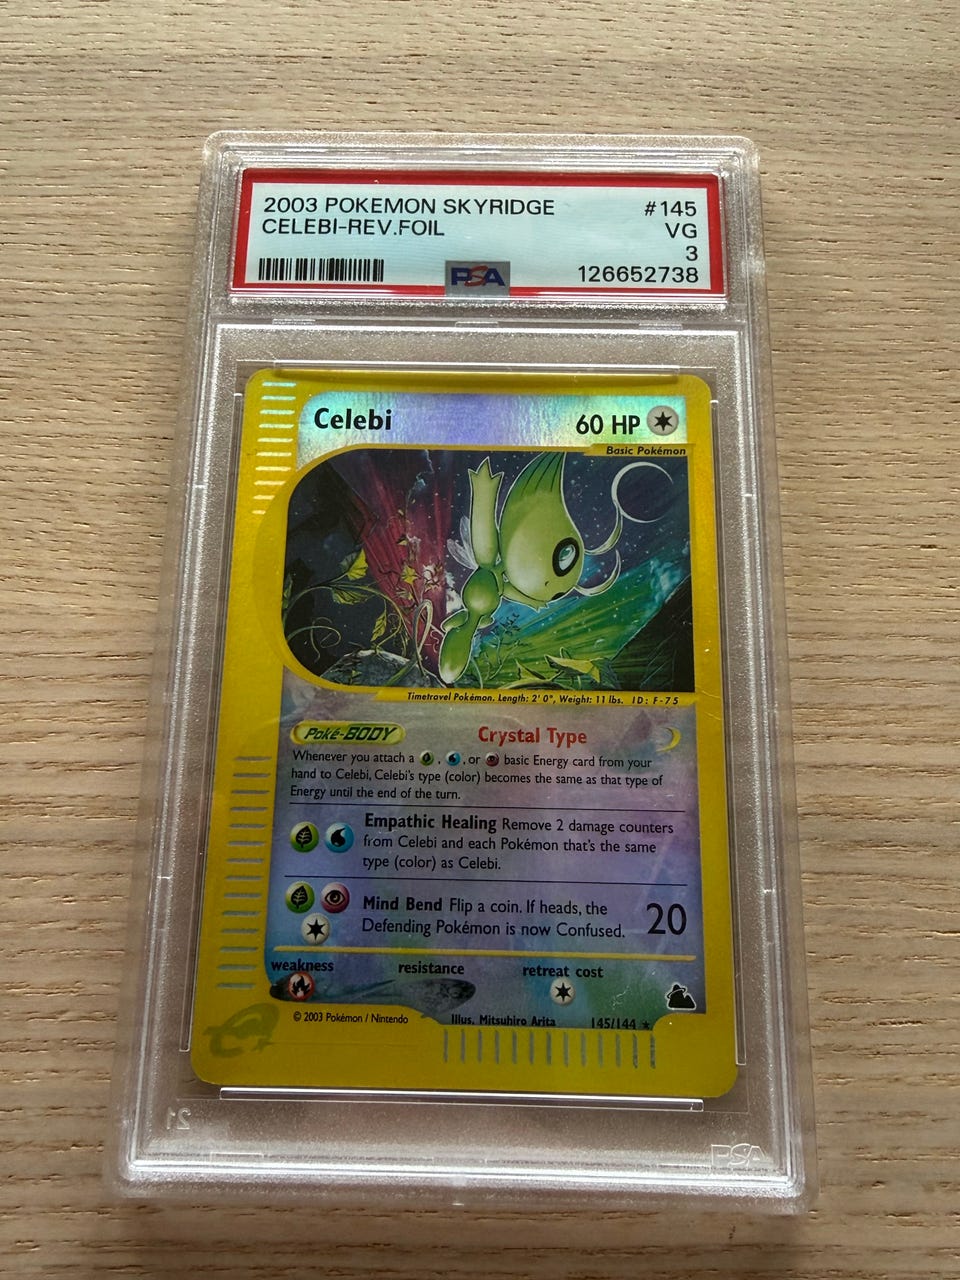 2003 POKEMON SKYRIDGE #145
CELEBI-REV.FOIL VG
3
PSA 126652738
Celebi 60 HP
Basic Pokémon
Timetravel Pokémon. Length: 2' 0", Weight: 11 lbs. ID: F-75
Poké-BODY Crystal Type
Whenever you attach a , , or basic Energy card from your
hand to Celebi, Celebi's type (color) becomes the same as that type of
Energy until the end of the turn.
Empathic Healing Remove 2 damage counters
from Celebi and each Pokémon that's the same
type (color) as Celebi.
Mind Bend Flip a coin. If heads, the 20
Defending Pokémon is now Confused.
weakness resistance retreat cost
© 2003 Pokémon / Nintendo Illus. Mitsuhiro Arita 145/144 ★
e
21 PSA